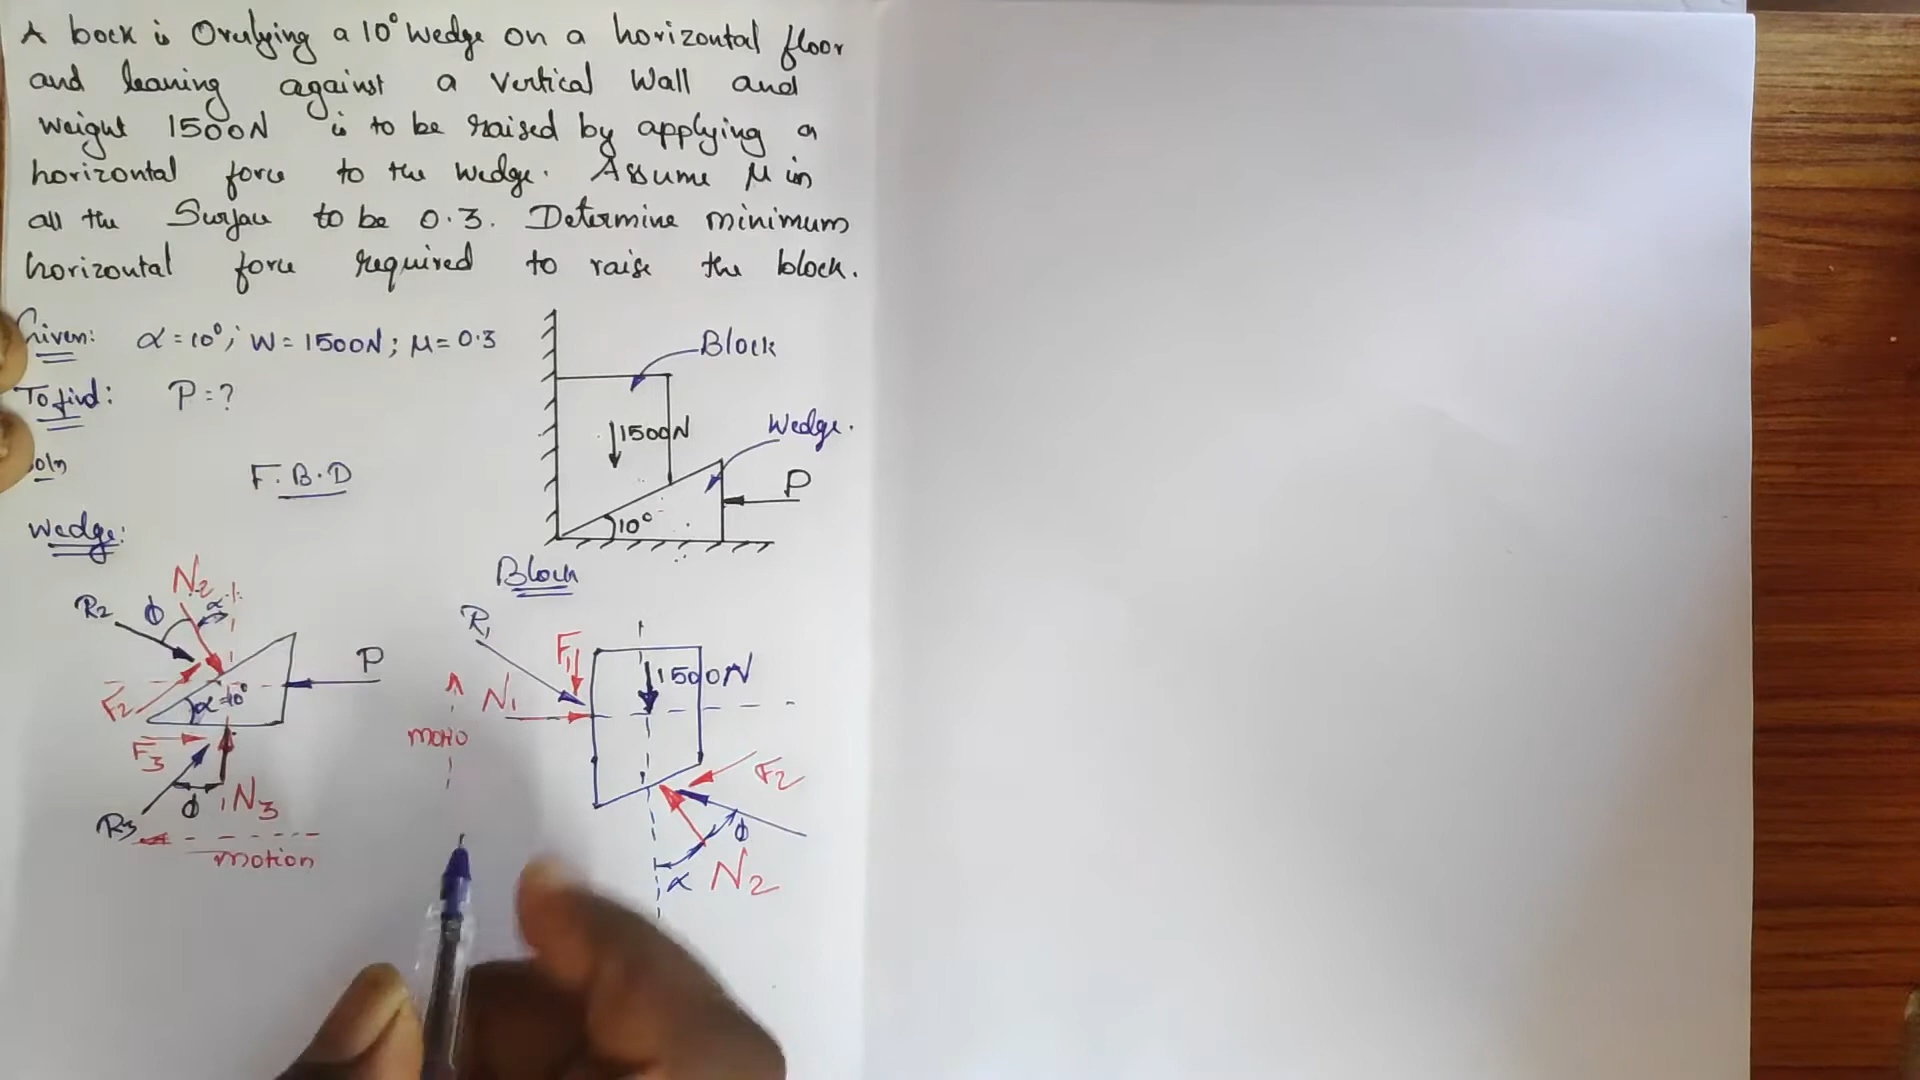 A bock is Overlying a 10° Wedge on a horizontal floor
and leaning against a Vertical Wall and
weight 1500N is to be raised by applying a
horizontal force to the wedge. Assume μ in
all the Surface to be 0.3. Determine minimum
horizontal force required to raise the block.
Given: α = 10°; W = 1500N; μ = 0.3
To find: P = ?
Soln
F.B.D
Block
1500N
Wedge.
P
10°
Wedge:
N2
α
R2
φ
P
F2
α=10°
F3
N3
φ
R3
motion
Block
R1
F1
1500N
N1
F2
φ
α
N2